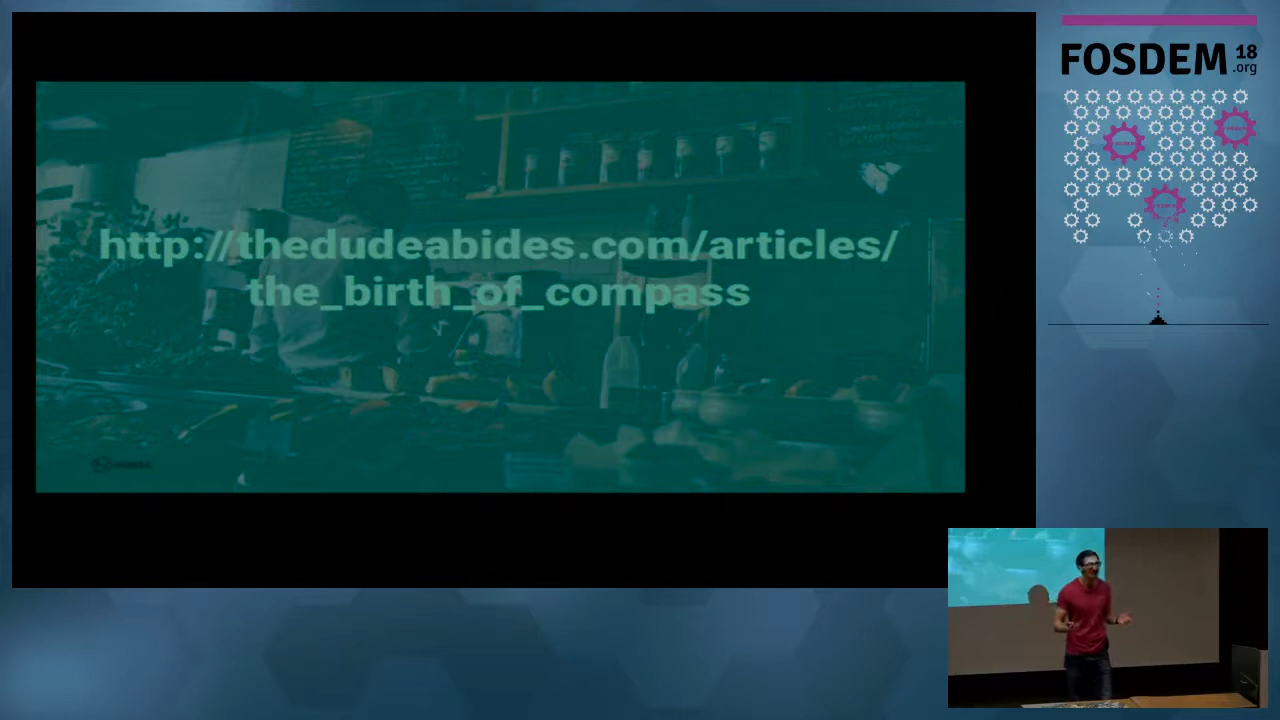 http://thedudeabides.com/articles/
the_birth_of_compass
FOSDEM 18
.org